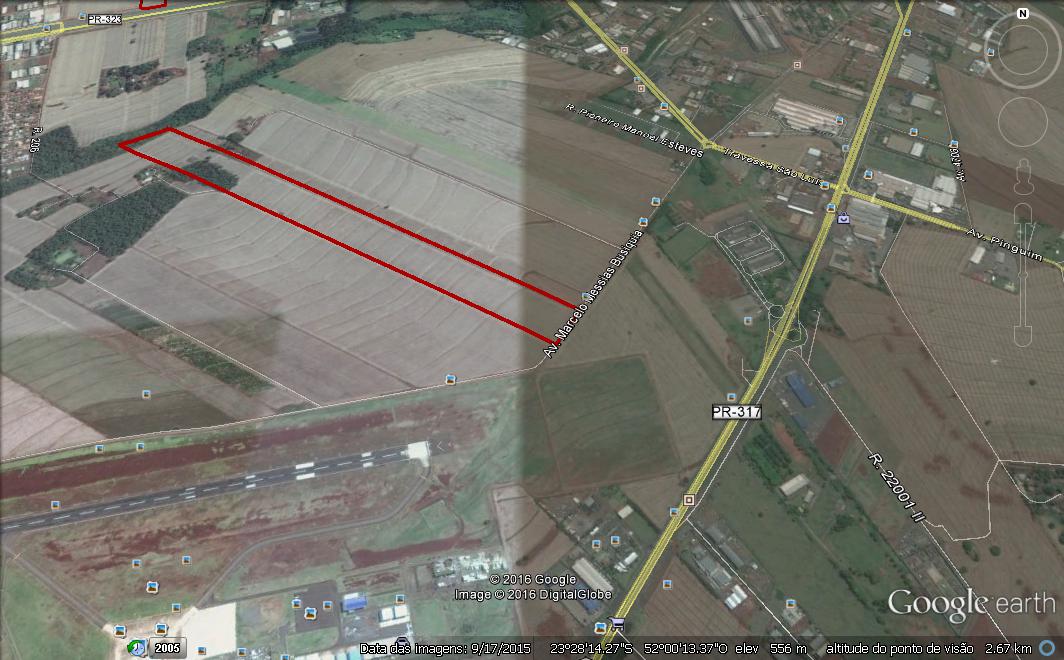 PR-323
N
R. 206
R. Pioneiro Manoel Esteves
Travessa São Luis
Av. Pinguim
Av. Marcelo Messias Busiquia
PR-317
R. 22001-II
© 2016 Google
Image © 2016 DigitalGlobe
Google earth
2005
Data das imagens: 9/17/2015 23°28'14.27"S 52°00'13.37"O elev 556 m altitude do ponto de visão 2.67 km